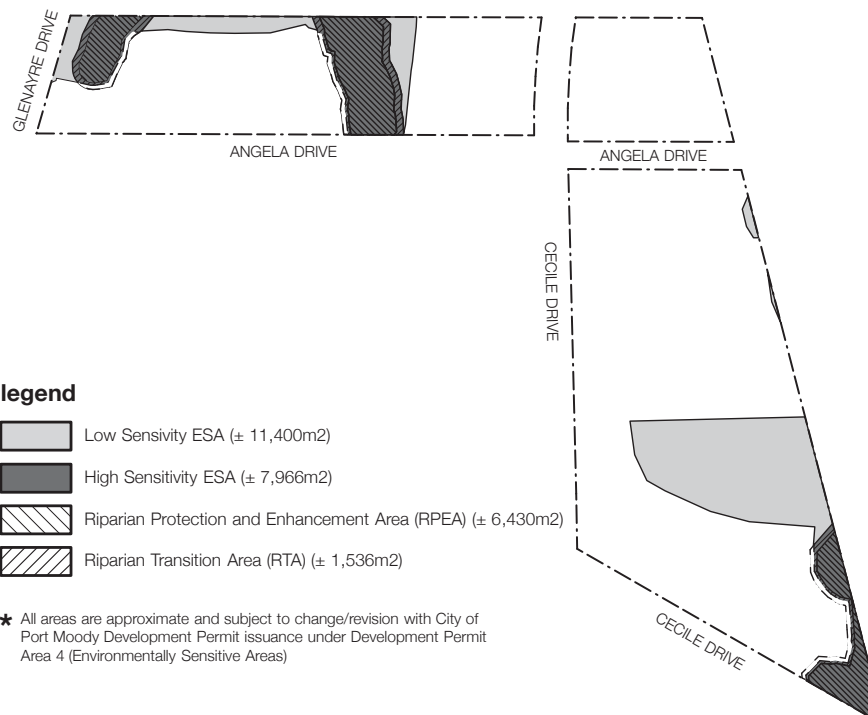 GLENAYRE DRIVE
ANGELA DRIVE
ANGELA DRIVE
CECILE DRIVE
CECILE DRIVE
legend
Low Sensivity ESA (± 11,400m2)
High Sensitivity ESA (± 7,966m2)
Riparian Protection and Enhancement Area (RPEA) (± 6,430m2)
Riparian Transition Area (RTA) (± 1,536m2)
* All areas are approximate and subject to change/revision with City of
Port Moody Development Permit issuance under Development Permit
Area 4 (Environmentally Sensitive Areas)